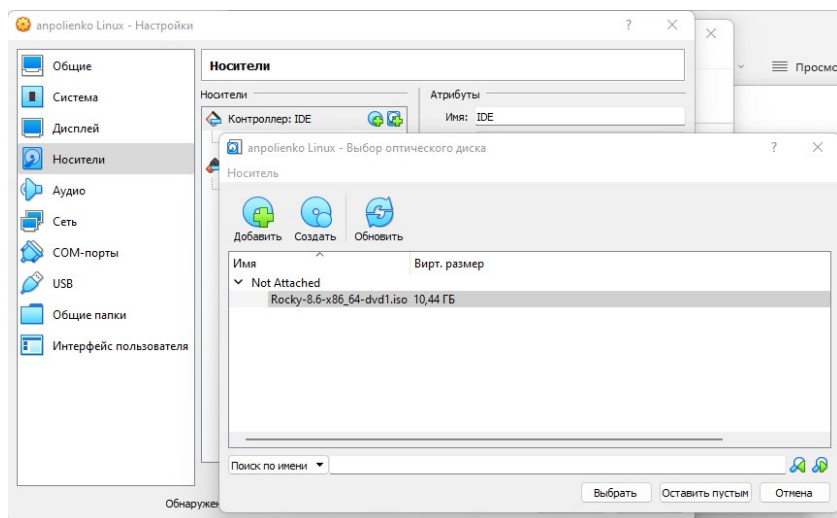 anpolienko Linux - Настройки
?
Просмо
Общие
Система
Дисплей
Носители
Аудио
Сеть
COM-порты
USB
Общие папки
Интерфейс пользователя
Носители
Носители
Контроллер: IDE
Атрибуты
Имя: IDE
anpolienko Linux - Выбор оптического диска
?
Носитель
Добавить Создать Обновить
Имя Вирт. размер
Not Attached
Rocky-8.6-x86_64-dvd1.iso 10,44 ГБ
Поиск по имени
Выбрать Оставить пустым Отмена
Обнаружен